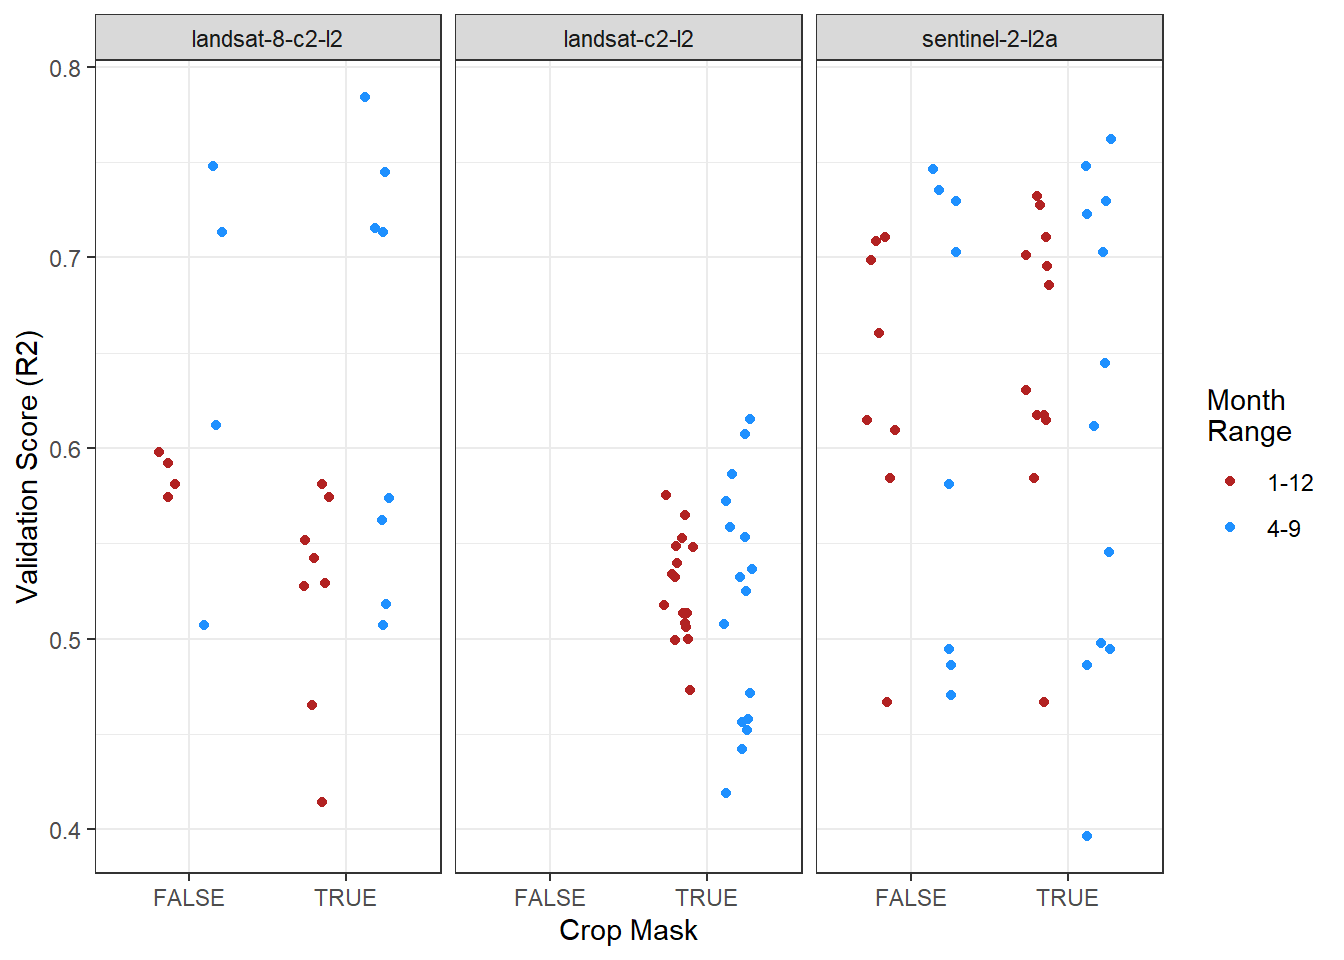 landsat-8-c2-l2
landsat-c2-l2
sentinel-2-l2a
0.8
0.7
0.6
0.5
0.4
Validation Score (R2)
FALSE
TRUE
FALSE
TRUE
FALSE
TRUE
Crop Mask
Month
Range
1-12
4-9